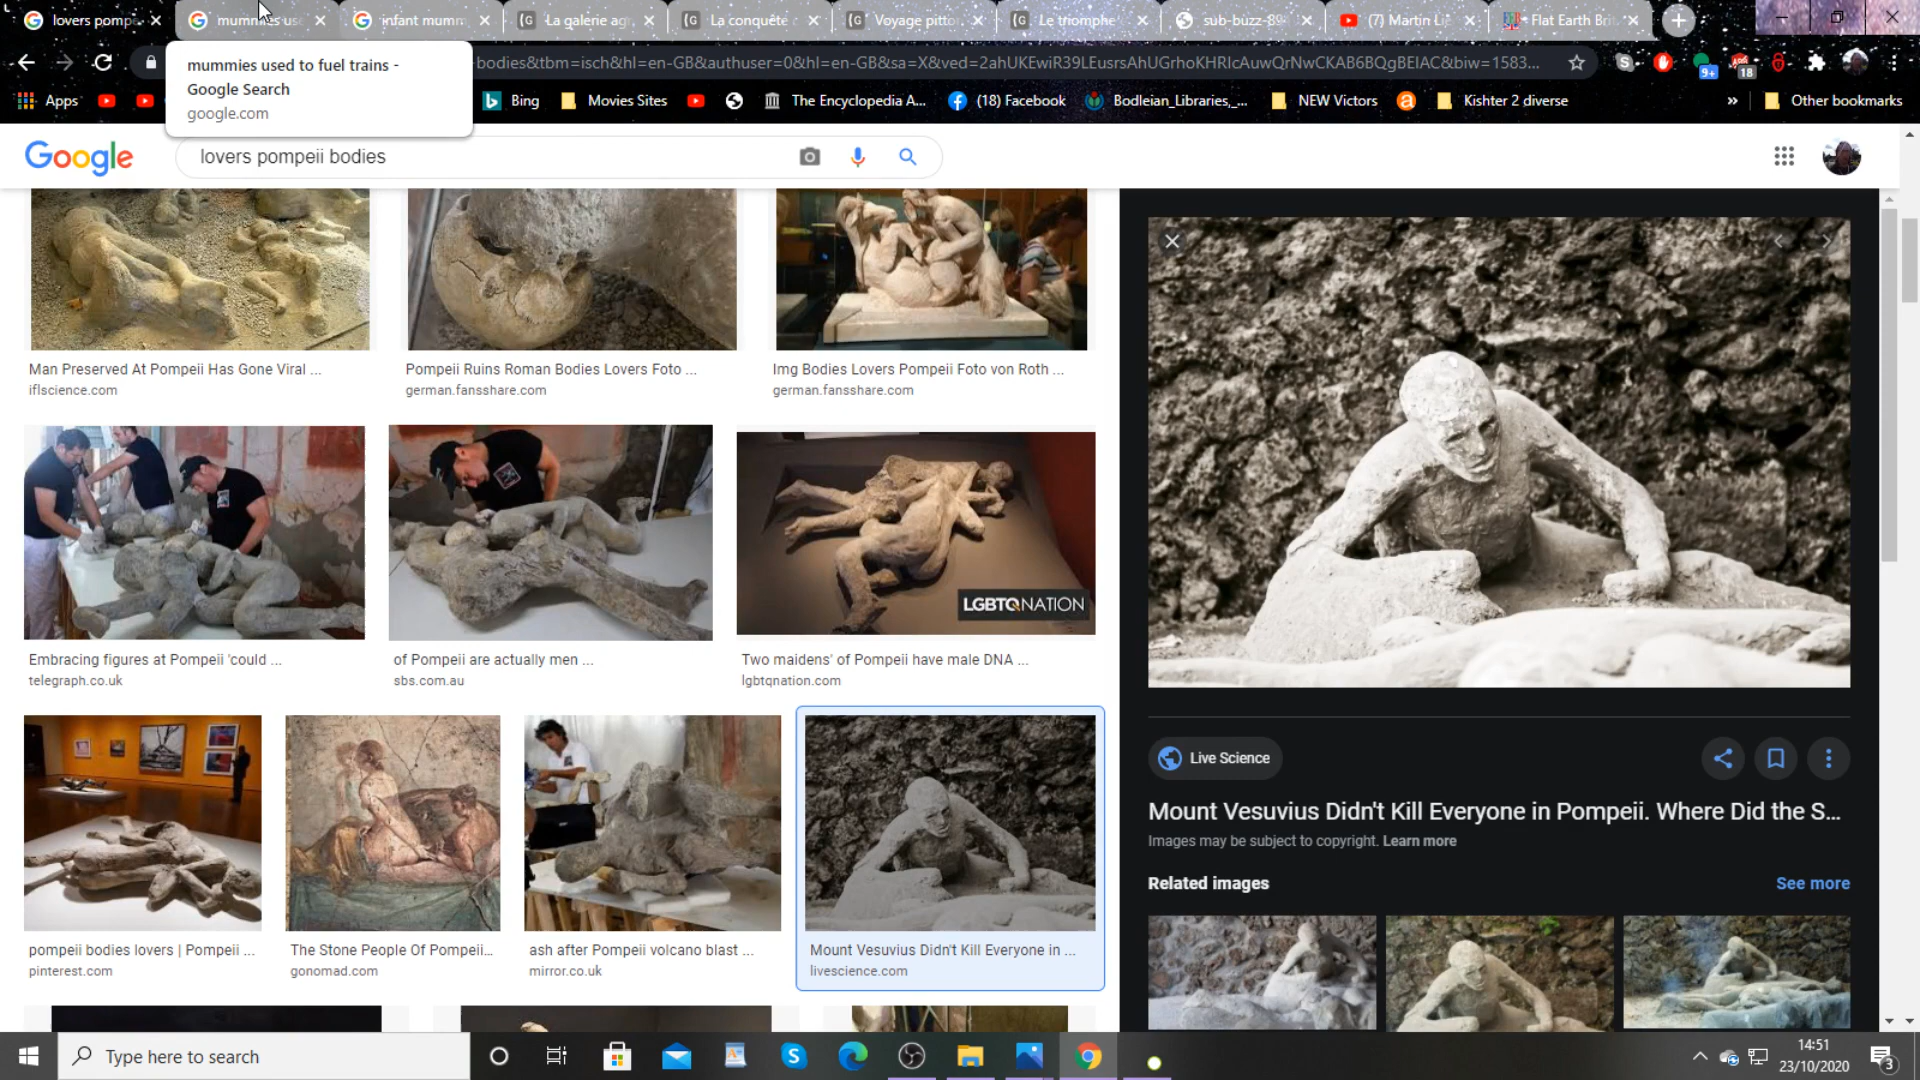 lovers pomp
mummies use
infant mumm
La galerie ag
La conquête
Voyage pitto
Le triomphe
sub-buzz-89
(7) Martin Li
Flat Earth Brit
-bodies&tbm=isch&hl=en-GB&authuser=0&hl=en-GB&sa=X&ved=2ahUKEwiR39LEusrsAhUGrhoKHRIcAuwQrNwCKAB6BQgBEIAC&biw=1583...
9+
18
mummies used to fuel trains -
Google Search
google.com
Apps
Bing
Movies Sites
The Encyclopedia A...
(18) Facebook
Bodleian_Libraries,_...
NEW Victors
Kishter 2 diverse
»
Other bookmarks
Google
lovers pompeii bodies
Man Preserved At Pompeii Has Gone Viral ...
iflscience.com
Pompeii Ruins Roman Bodies Lovers Foto ...
german.fansshare.com
Img Bodies Lovers Pompeii Foto von Roth ...
german.fansshare.com
LGBTQNATION
Embracing figures at Pompeii 'could ...
telegraph.co.uk
of Pompeii are actually men ...
sbs.com.au
Two maidens' of Pompeii have male DNA ...
lgbtqnation.com
pompeii bodies lovers | Pompeii ...
pinterest.com
The Stone People Of Pompeii...
gonomad.com
ash after Pompeii volcano blast ...
mirror.co.uk
Mount Vesuvius Didn't Kill Everyone in ...
livescience.com
Live Science
Mount Vesuvius Didn't Kill Everyone in Pompeii. Where Did the S...
Images may be subject to copyright. Learn more
Related images
See more
Type here to search
14:51
23/10/2020
3